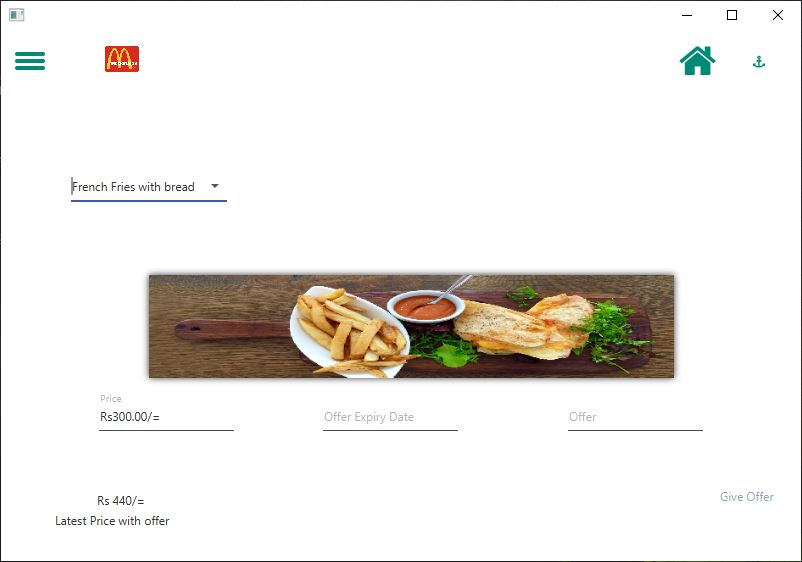 McDonald's
French Fries with bread
Price
Rs300.00/=
Offer Expiry Date
Offer
Rs 440/=
Latest Price with offer
Give Offer